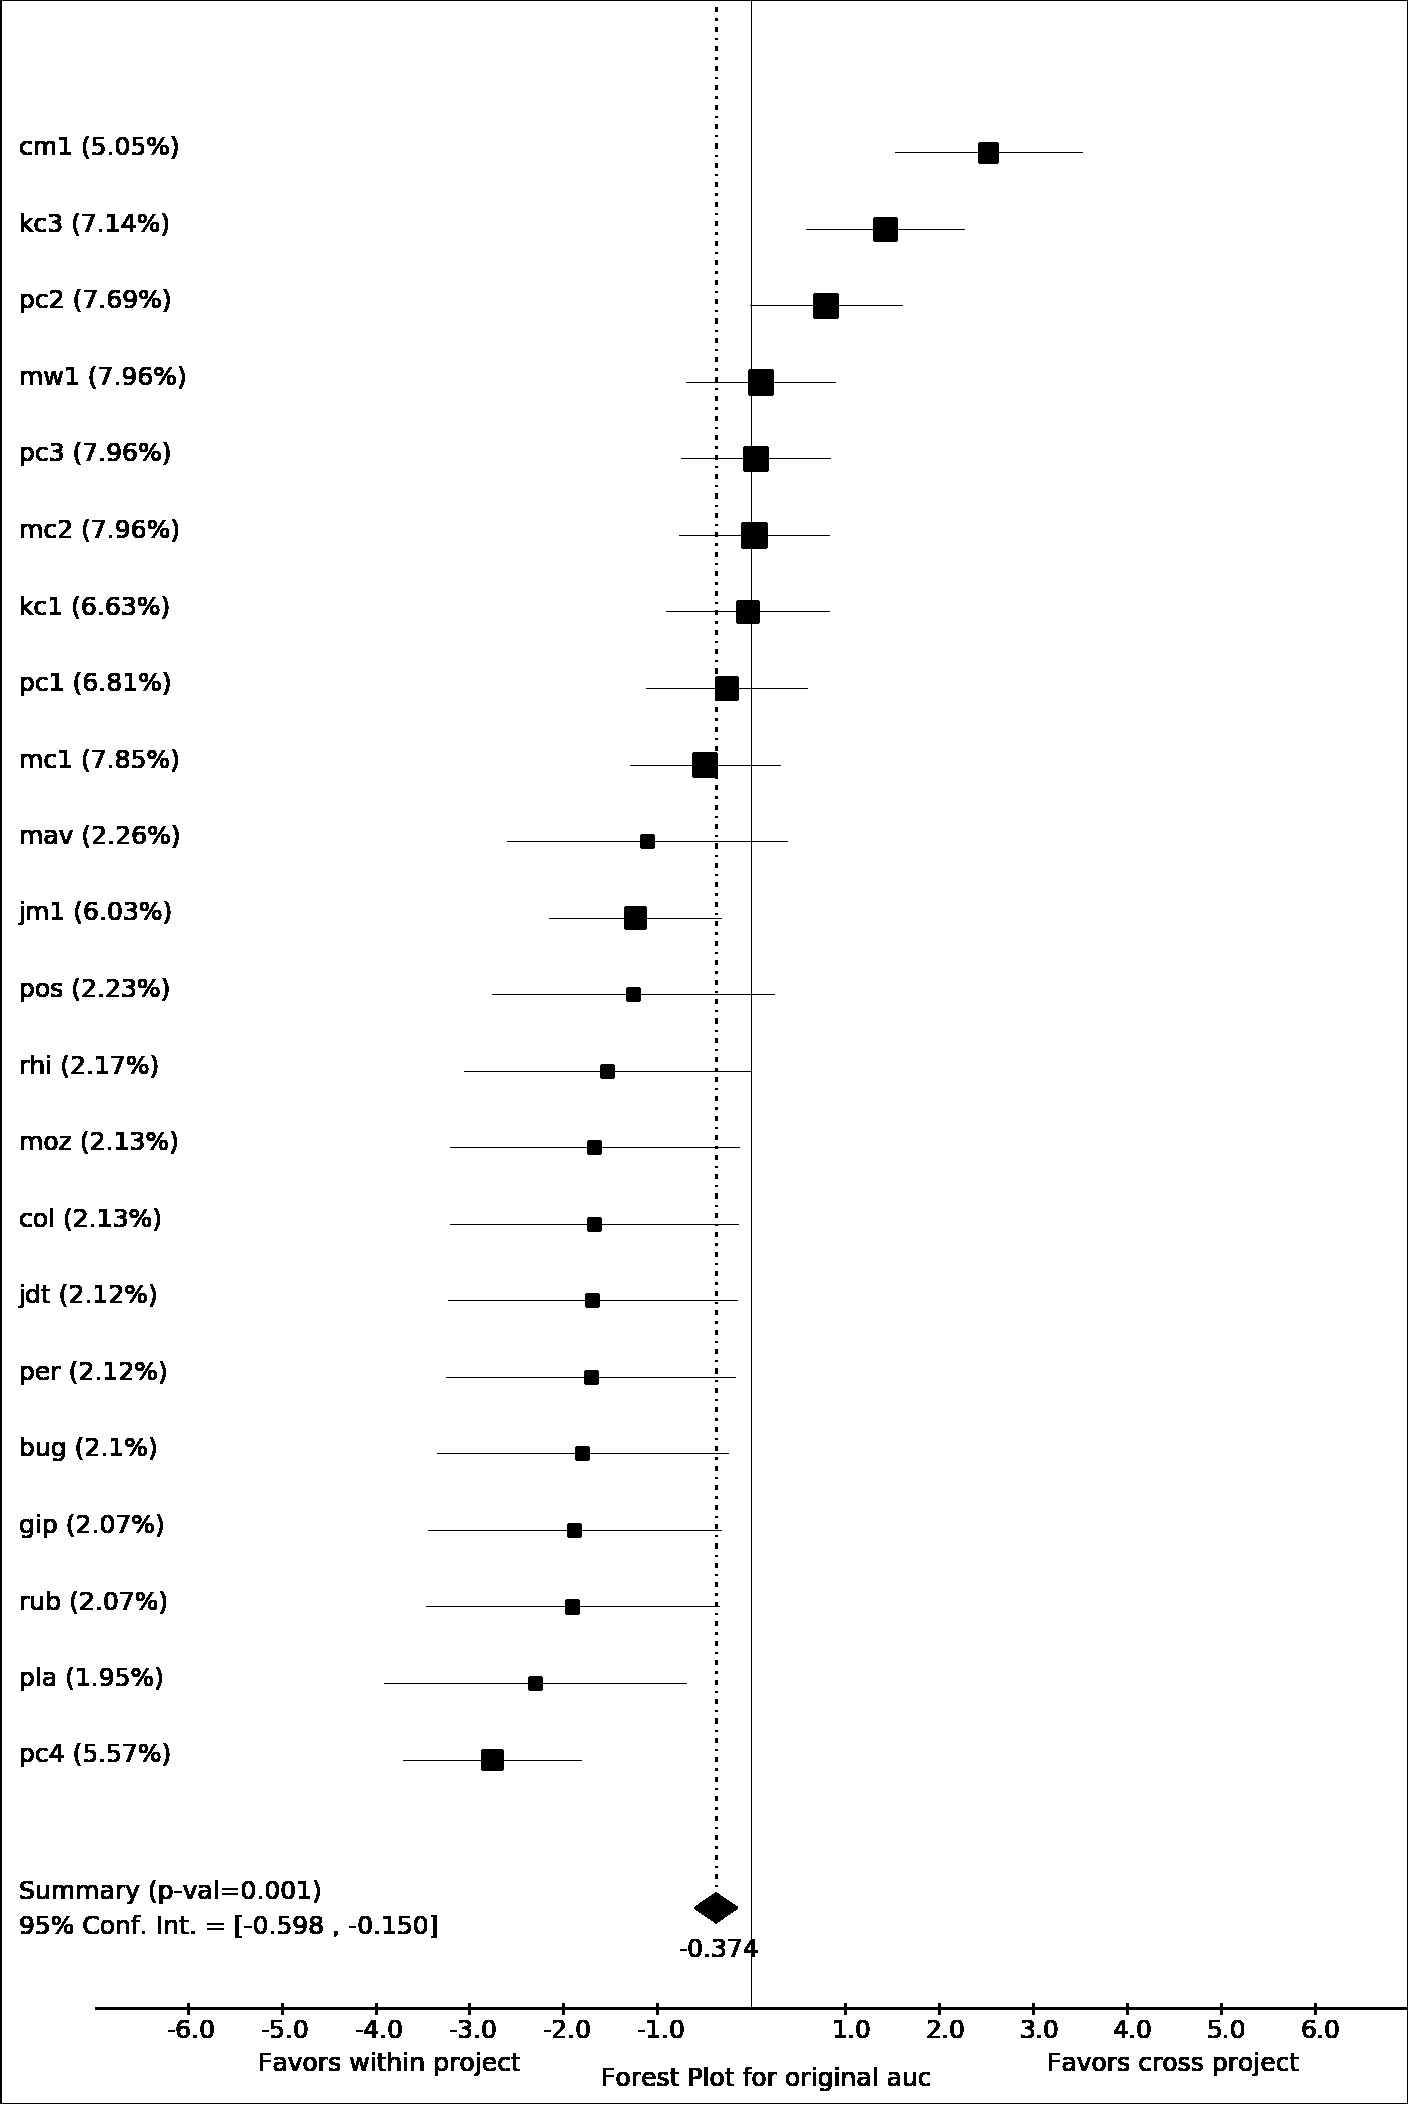 cm1 (5.05%)
kc3 (7.14%)
pc2 (7.69%)
mw1 (7.96%)
pc3 (7.96%)
mc2 (7.96%)
kc1 (6.63%)
pc1 (6.81%)
mc1 (7.85%)
mav (2.26%)
jm1 (6.03%)
pos (2.23%)
rhi (2.17%)
moz (2.13%)
col (2.13%)
jdt (2.12%)
per (2.12%)
bug (2.1%)
gip (2.07%)
rub (2.07%)
pla (1.95%)
pc4 (5.57%)
Summary (p-val=0.001)
95% Conf. Int. = [-0.598 , -0.150]
-0.374
-6.0 -5.0 -4.0 -3.0 -2.0 -1.0 1.0 2.0 3.0 4.0 5.0 6.0
Favors within project Favors cross project
Forest Plot for original auc